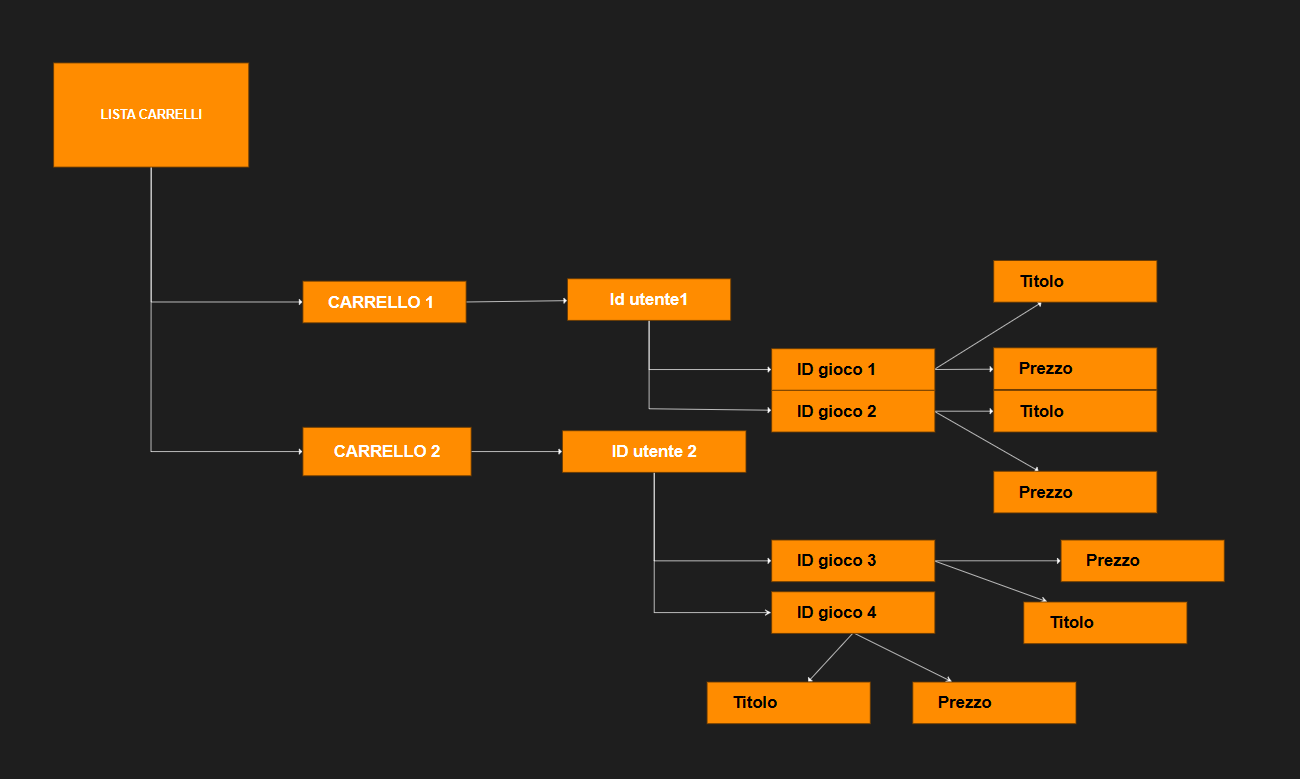 LISTA CARRELLI
CARRELLO 1
Id utente1
Titolo
ID gioco 1
Prezzo
ID gioco 2
Titolo
CARRELLO 2
ID utente 2
Prezzo
ID gioco 3
Prezzo
ID gioco 4
Titolo
Titolo
Prezzo